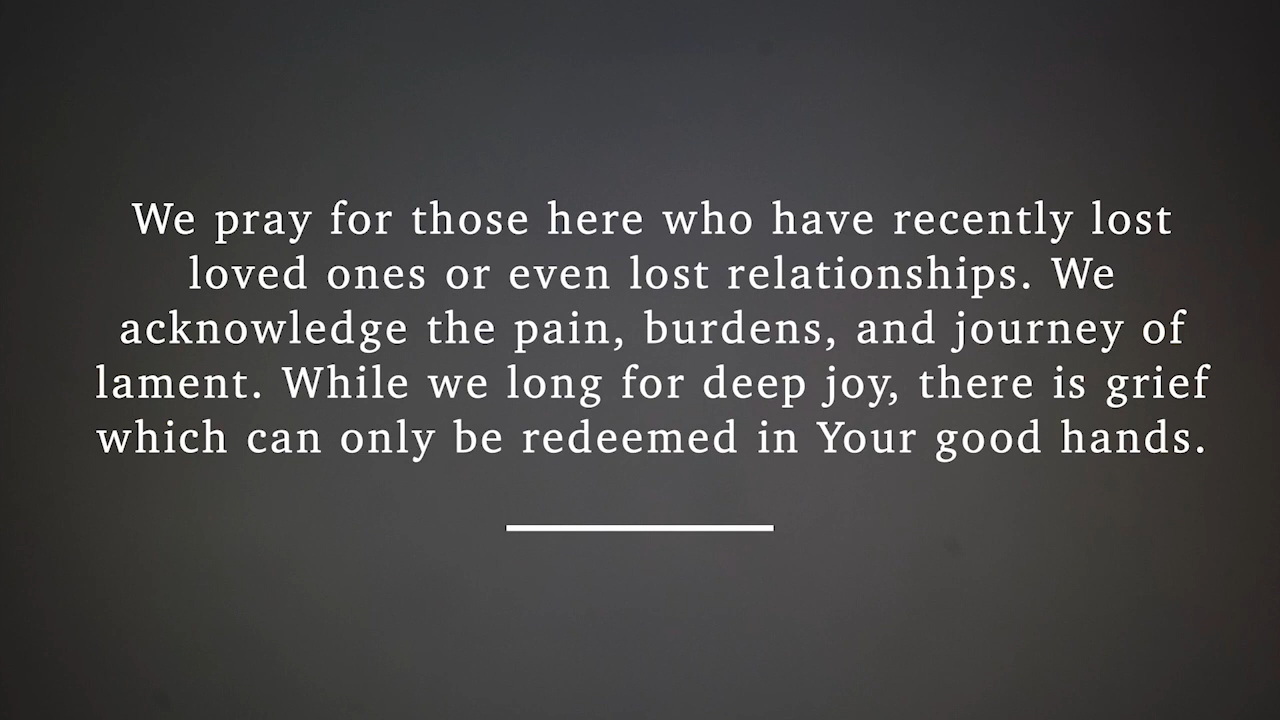 We pray for those here who have recently lost
loved ones or even lost relationships. We
acknowledge the pain, burdens, and journey of
lament. While we long for deep joy, there is grief
which can only be redeemed in Your good hands.